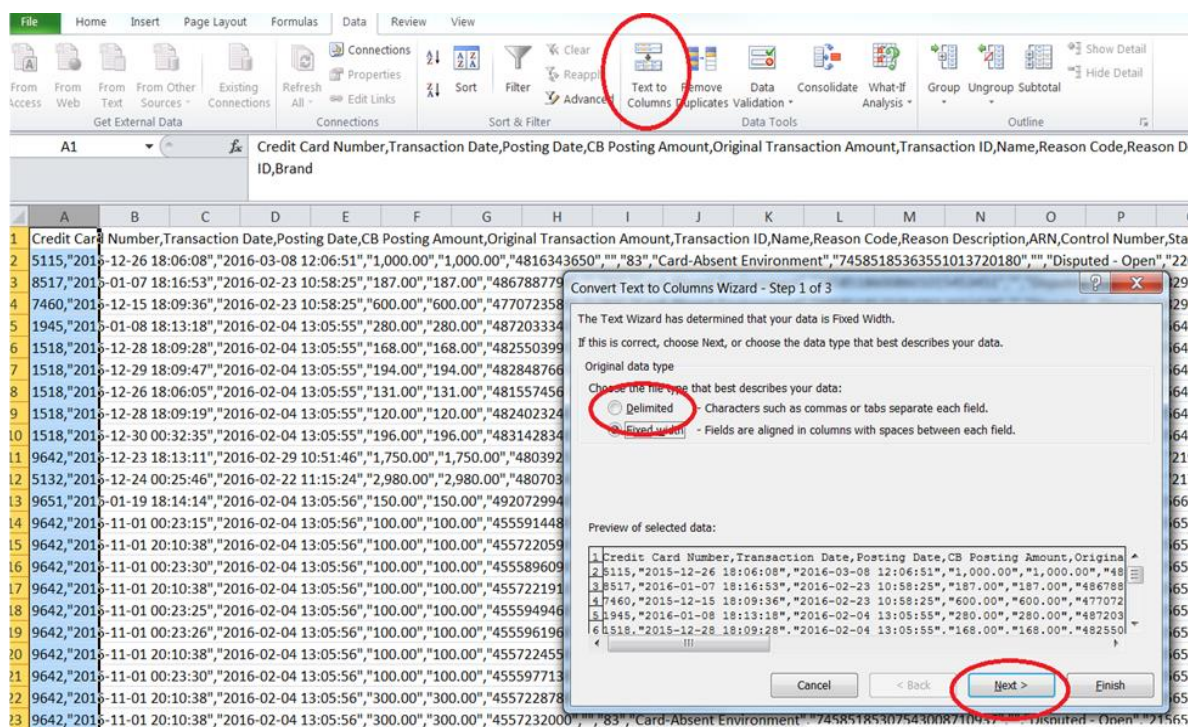 File Home Insert Page Layout Formulas Data Review View
From Access
From Web
From Text
From Other Sources
Existing Connections
Get External Data
Refresh All
Connections
Properties
Edit Links
Connections
Sort
Filter
Clear
Reappl
Advanced
Sort & Filter
Text to Columns
Remove Duplicates
Data Validation
Consolidate
What-If Analysis
Data Tools
Group
Ungroup
Subtotal
Show Detail
Hide Detail
Outline
A1
fx
Credit Card Number,Transaction Date,Posting Date,CB Posting Amount,Original Transaction Amount,Transaction ID,Name,Reason Code,Reason D
ID,Brand
A B C D E F G H I J K L M N O P
1 Credit Card Number,Transaction Date,Posting Date,CB Posting Amount,Original Transaction Amount,Transaction ID,Name,Reason Code,Reason Description,ARN,Control Number,Sta
2 5115,"2015-12-26 18:06:08","2016-03-08 12:06:51","1,000.00","1,000.00","4816343650","","83","Card-Absent Environment","74585185363551013720180","","Disputed - Open","22
3 8517,"2016-01-07 18:16:53","2016-02-23 10:58:25","187.00","187.00","486788779
4 7460,"2015-12-15 18:09:36","2016-02-23 10:58:25","600.00","600.00","477072358
5 1945,"2016-01-08 18:13:18","2016-02-04 13:05:55","280.00","280.00","487203334
6 1518,"2015-12-28 18:09:28","2016-02-04 13:05:55","168.00","168.00","482550399
7 1518,"2015-12-29 18:09:47","2016-02-04 13:05:55","194.00","194.00","482848766
8 1518,"2015-12-26 18:06:05","2016-02-04 13:05:55","131.00","131.00","481557456
9 1518,"2015-12-28 18:09:19","2016-02-04 13:05:55","120.00","120.00","482402324
10 1518,"2015-12-30 00:32:35","2016-02-04 13:05:55","196.00","196.00","483142834
11 9642,"2015-12-23 18:13:11","2016-02-29 10:51:46","1,750.00","1,750.00","480392
12 5132,"2015-12-24 00:25:46","2016-02-22 11:15:24","2,980.00","2,980.00","480703
13 9651,"2016-01-19 18:14:14","2016-02-04 13:05:56","150.00","150.00","492072994
14 9642,"2015-11-01 00:23:15","2016-02-04 13:05:56","100.00","100.00","455591448
15 9642,"2015-11-01 20:10:38","2016-02-04 13:05:56","100.00","100.00","455722059
16 9642,"2015-11-01 00:23:30","2016-02-04 13:05:56","100.00","100.00","455589609
17 9642,"2015-11-01 20:10:38","2016-02-04 13:05:56","100.00","100.00","455722191
18 9642,"2015-11-01 00:23:25","2016-02-04 13:05:56","100.00","100.00","455594946
19 9642,"2015-11-01 00:23:26","2016-02-04 13:05:56","100.00","100.00","455596196
20 9642,"2015-11-01 20:10:38","2016-02-04 13:05:56","100.00","100.00","455722455
21 9642,"2015-11-01 00:23:30","2016-02-04 13:05:56","100.00","100.00","455597713
22 9642,"2015-11-01 20:10:38","2016-02-04 13:05:56","300.00","300.00","455722878
23 9642,"2015-11-01 20:10:38","2016-02-04 13:05:56","300.00","300.00","4557232000","","83","Card-Absent Environment","74585185307543008710937","","Disputed - Open","21563
Convert Text to Columns Wizard - Step 1 of 3
The Text Wizard has determined that your data is Fixed Width.
If this is correct, choose Next, or choose the data type that best describes your data.
Original data type
Choose the file type that best describes your data:
Delimited - Characters such as commas or tabs separate each field.
Fixed width - Fields are aligned in columns with spaces between each field.
Preview of selected data:
1 Credit Card Number,Transaction Date,Posting Date,CB Posting Amount,Origina
2 5115,"2015-12-26 18:06:08","2016-03-08 12:06:51","1,000.00","1,000.00","48
3 8517,"2016-01-07 18:16:53","2016-02-23 10:58:25","187.00","187.00","486788
4 7460,"2015-12-15 18:09:36","2016-02-23 10:58:25","600.00","600.00","477072
5 1945,"2016-01-08 18:13:18","2016-02-04 13:05:55","280.00","280.00","487203
6 1518,"2015-12-28 18:09:28","2016-02-04 13:05:55","168.00","168.00","482550
Cancel < Back Next > Finish